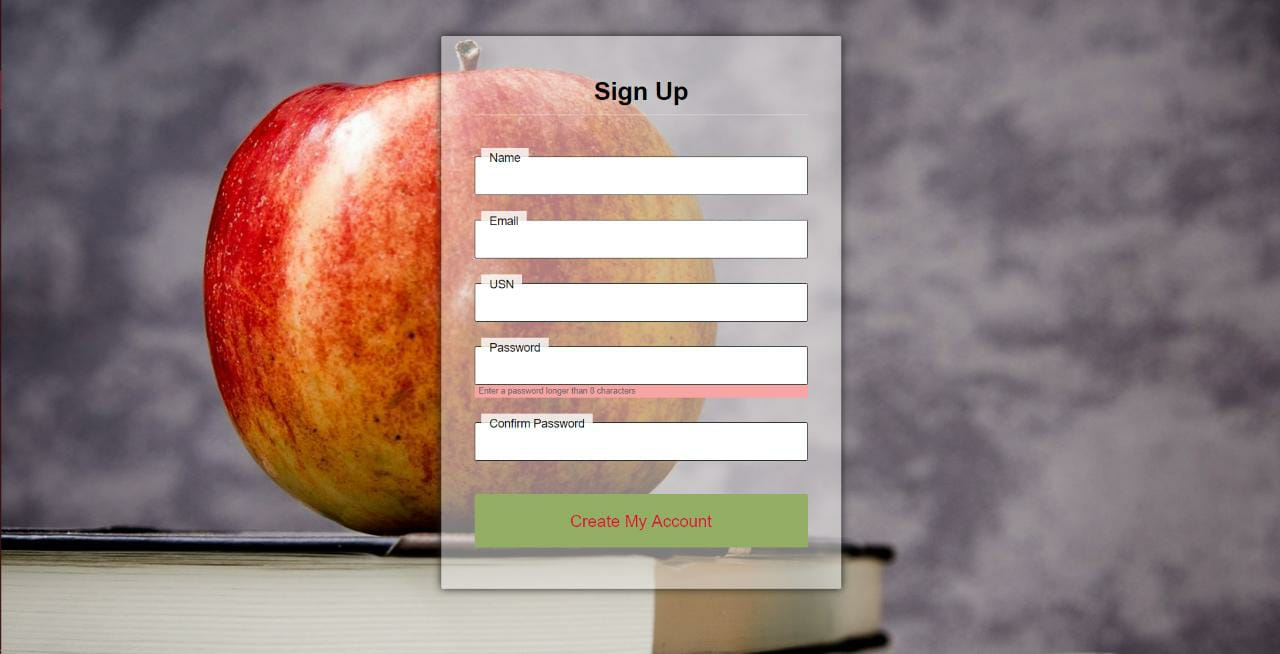 Sign Up
Name
Email
USN
Password
Enter a password longer than 8 characters
Confirm Password
Create My Account